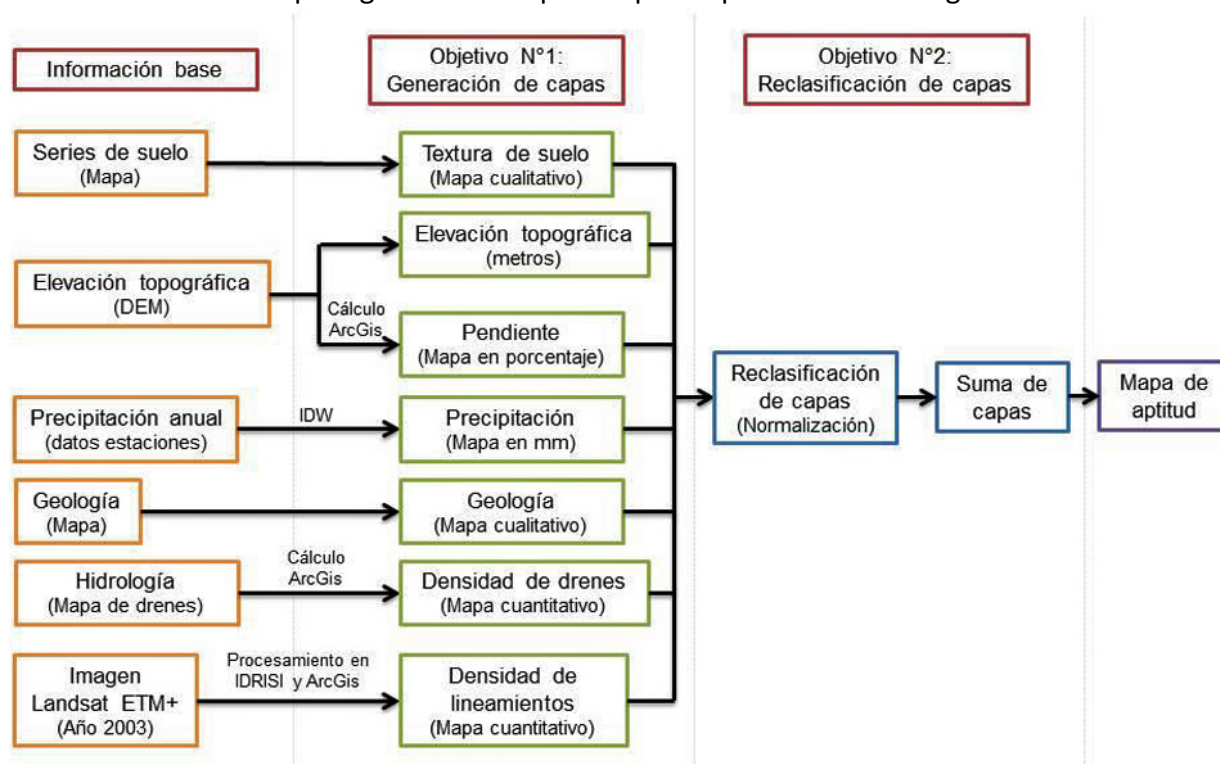 Información base
Objetivo N°1:
Generación de capas
Objetivo N°2:
Reclasificación de capas
Series de suelo
(Mapa)
Textura de suelo
(Mapa cualitativo)
Elevación topográfica
(DEM)
Elevación topográfica
(metros)
Cálculo
ArcGis
Pendiente
(Mapa en porcentaje)
Precipitación anual
(datos estaciones)
IDW
Precipitación
(Mapa en mm)
Geología
(Mapa)
Geología
(Mapa cualitativo)
Hidrología
(Mapa de drenes)
Cálculo
ArcGis
Densidad de drenes
(Mapa cuantitativo)
Imagen
Landsat ETM+
(Año 2003)
Procesamiento en
IDRISI y ArcGis
Densidad de
lineamientos
(Mapa cuantitativo)
Reclasificación
de capas
(Normalización)
Suma de
capas
Mapa de
aptitud